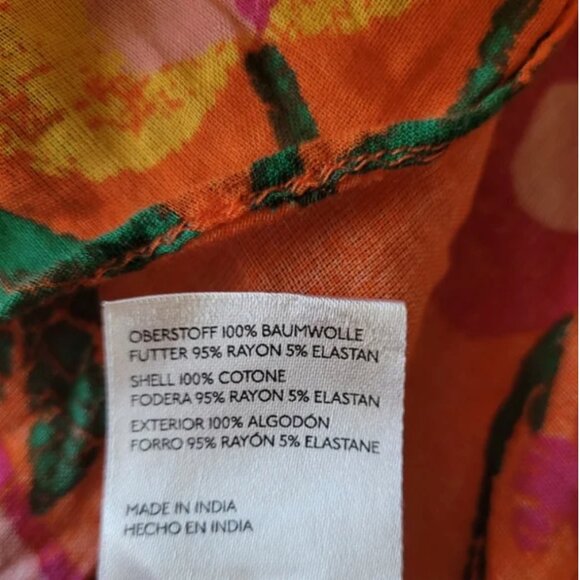 OBERSTOFF 100% BAUMWOLLE
FUTTER 95% RAYON 5% ELASTAN
SHELL 100% COTONE
FODERA 95% RAYON 5% ELASTAN
EXTERIOR 100% ALGODÓN
FORRO 95% RAYÓN 5% ELASTANE
MADE IN INDIA
HECHO EN INDIA